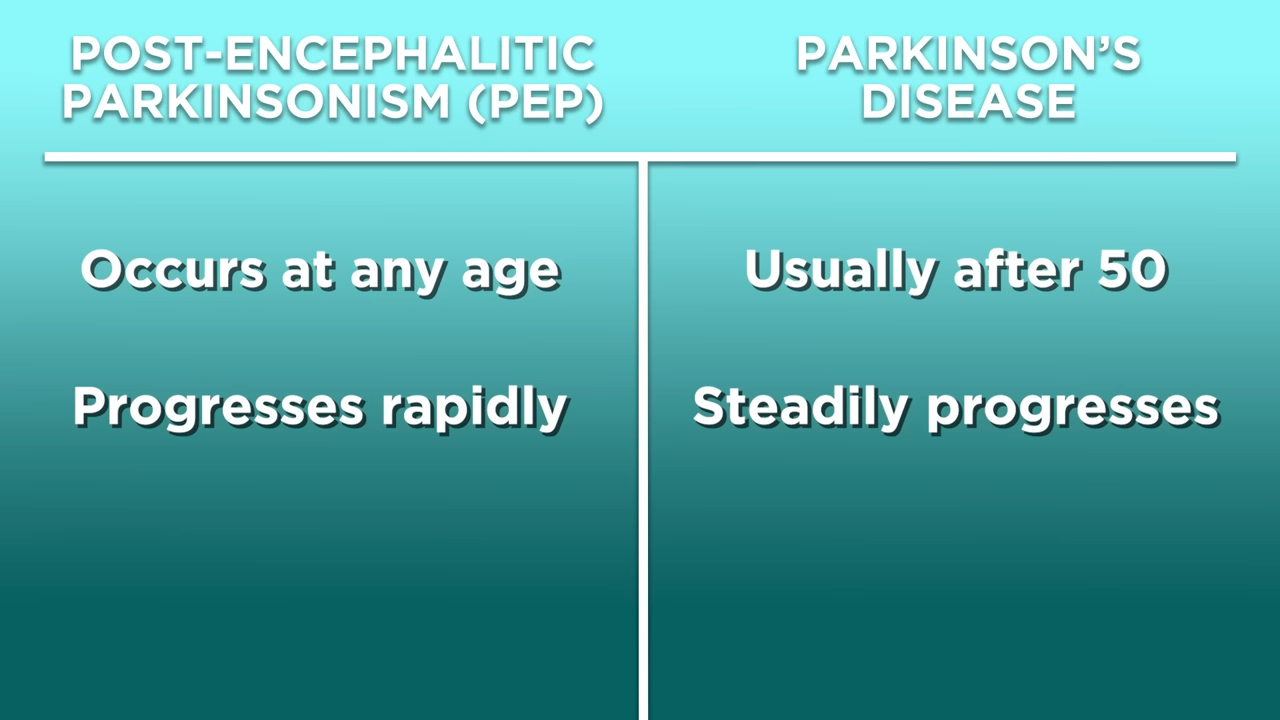 POST-ENCEPHALITIC
PARKINSONISM (PEP)
PARKINSON’S
DISEASE
Occurs at any age
Usually after 50
Progresses rapidly
Steadily progresses